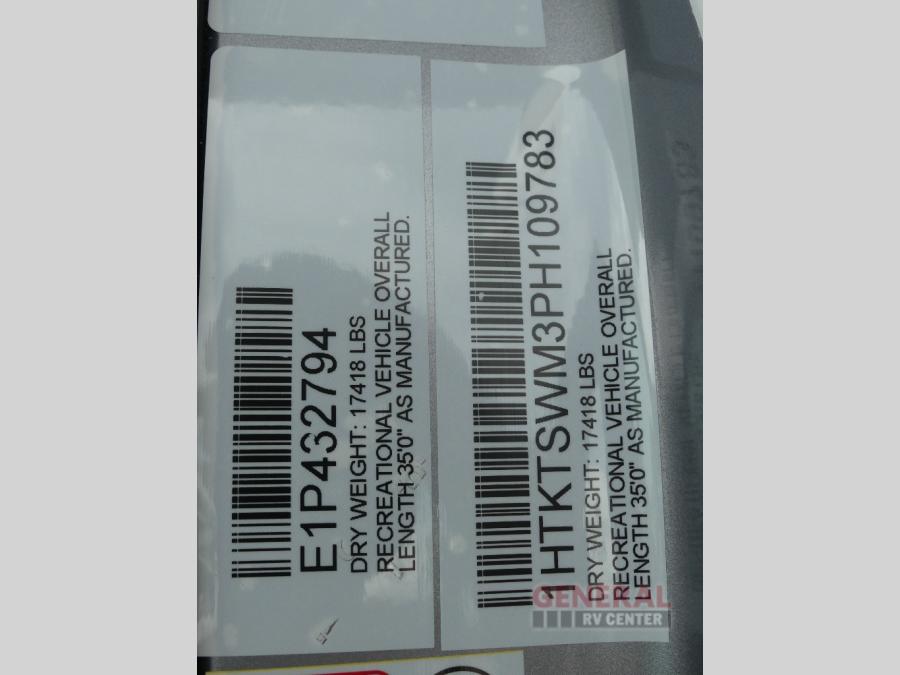 E1P432794
DRY WEIGHT: 17418 LBS
RECREATIONAL VEHICLE OVERALL
LENGTH 35'0" AS MANUFACTURED.
1HTKTSWM3PH109783
DRY WEIGHT: 17418 LBS
RECREATIONAL VEHICLE OVERALL
LENGTH 35'0" AS MANUFACTURED.
GENERAL
RV CENTER